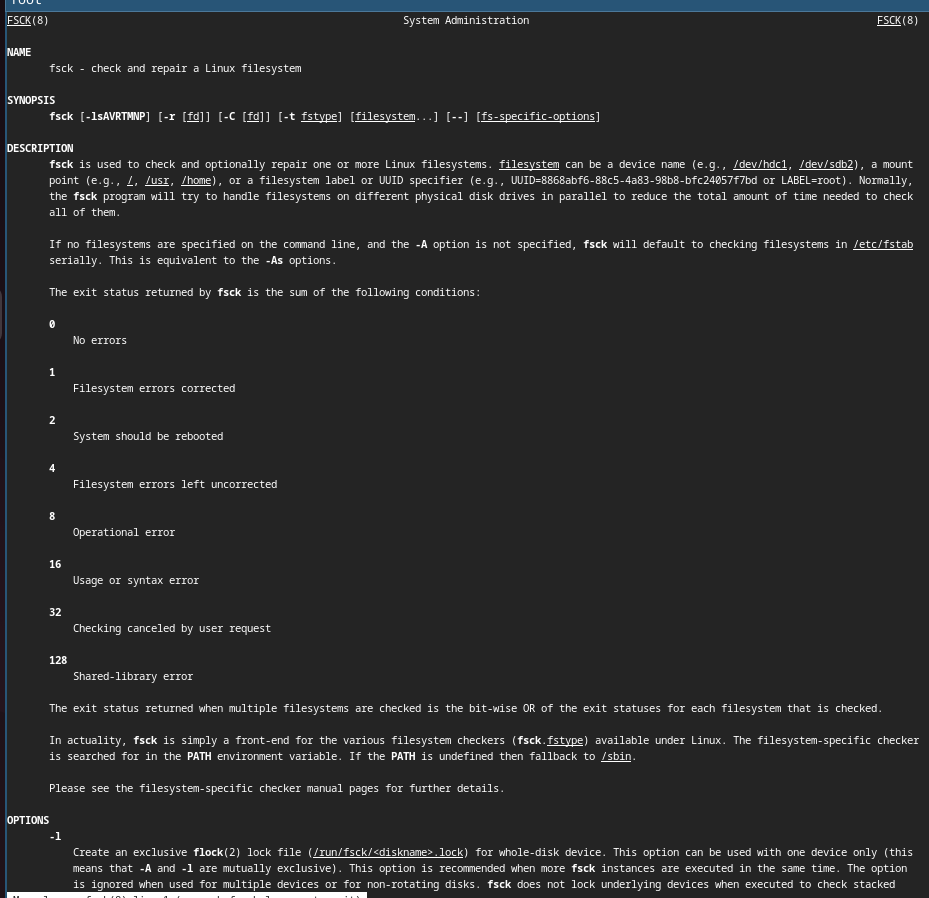 root
FSCK(8) System Administration FSCK(8)
NAME
fsck - check and repair a Linux filesystem
SYNOPSIS
fsck [-lsAVRTMNP] [-r [fd]] [-C [fd]] [-t fstype] [filesystem...] [--] [fs-specific-options]
DESCRIPTION
fsck is used to check and optionally repair one or more Linux filesystems. filesystem can be a device name (e.g., /dev/hdc1, /dev/sdb2), a mount
point (e.g., /, /usr, /home), or a filesystem label or UUID specifier (e.g., UUID=8868abf6-88c5-4a83-98b8-bfc24057f7bd or LABEL=root). Normally,
the fsck program will try to handle filesystems on different physical disk drives in parallel to reduce the total amount of time needed to check
all of them.
If no filesystems are specified on the command line, and the -A option is not specified, fsck will default to checking filesystems in /etc/fstab
serially. This is equivalent to the -As options.
The exit status returned by fsck is the sum of the following conditions:
0
No errors
1
Filesystem errors corrected
2
System should be rebooted
4
Filesystem errors left uncorrected
8
Operational error
16
Usage or syntax error
32
Checking canceled by user request
128
Shared-library error
The exit status returned when multiple filesystems are checked is the bit-wise OR of the exit statuses for each filesystem that is checked.
In actuality, fsck is simply a front-end for the various filesystem checkers (fsck.fstype) available under Linux. The filesystem-specific checker
is searched for in the PATH environment variable. If the PATH is undefined then fallback to /sbin.
Please see the filesystem-specific checker manual pages for further details.
OPTIONS
-l
Create an exclusive flock(2) lock file (/run/fsck/<diskname>.lock) for whole-disk device. This option can be used with one device only (this
means that -A and -l are mutually exclusive). This option is recommended when more fsck instances are executed in the same time. The option
is ignored when used for multiple devices or for non-rotating disks. fsck does not lock underlying devices when executed to check stacked